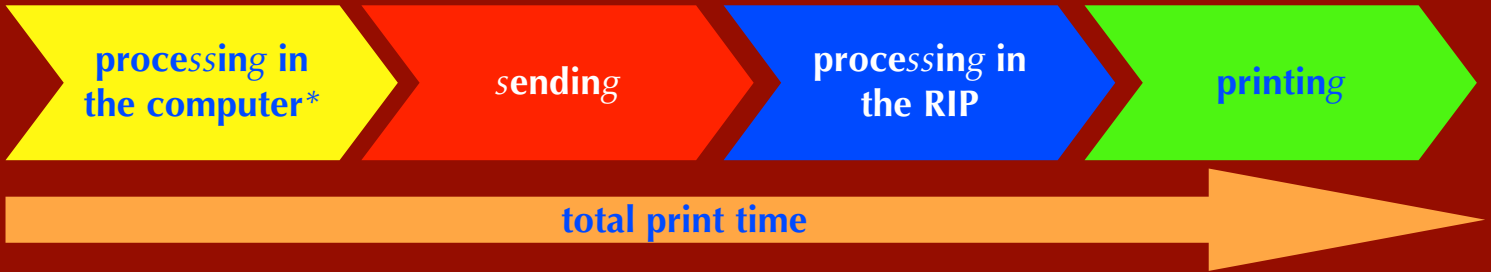 processing in
the computer*
sending
processing in
the RIP
printing
total print time